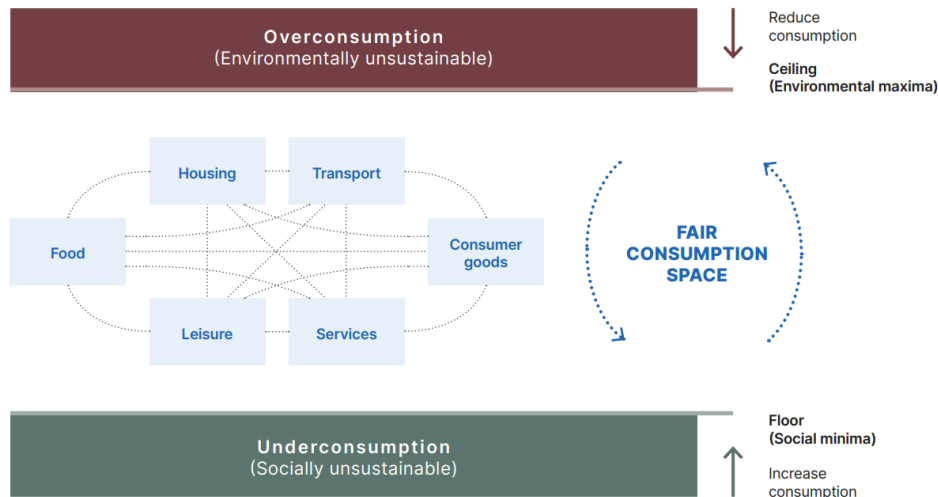 Overconsumption
(Environmentally unsustainable)
Reduce
consumption
Ceiling
(Environmental maxima)
Housing
Transport
Food
Consumer
goods
Leisure
Services
FAIR
CONSUMPTION
SPACE
Underconsumption
(Socially unsustainable)
Floor
(Social minima)
Increase
consumption